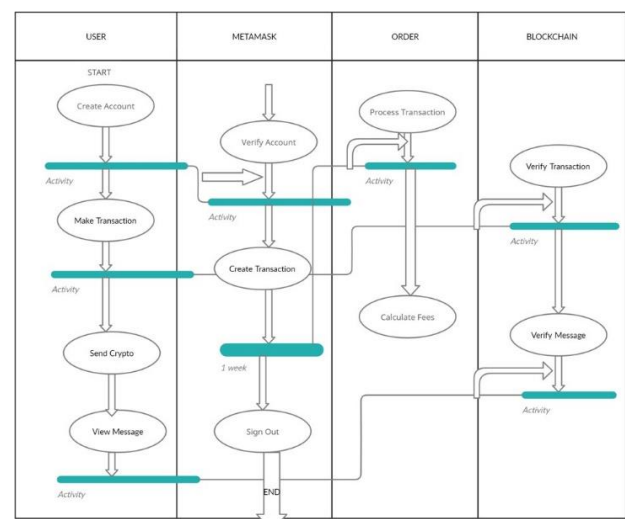 USER
METAMASK
ORDER
BLOCKCHAIN
START
Create Account
Activity
Make Transaction
Activity
Send Crypto
View Message
Activity
Verify Account
Activity
Create Transaction
1 week
Sign Out
END
Process Transaction
Activity
Calculate Fees
Verify Transaction
Activity
Verify Message
Activity